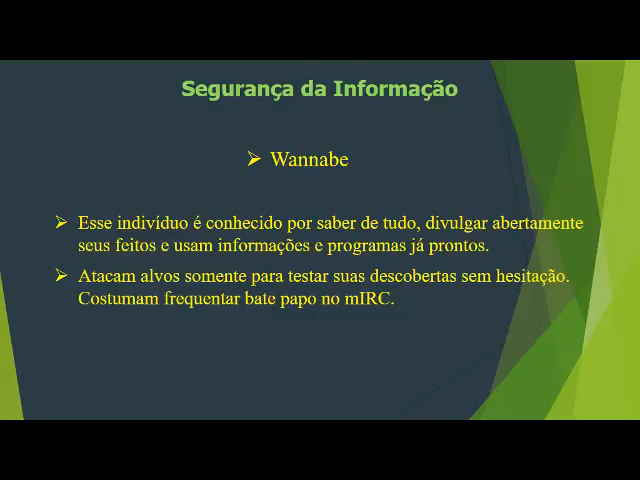 Segurança da Informação
Wannabe
Esse indivíduo é conhecido por saber de tudo, divulgar abertamente
seus feitos e usam informações e programas já prontos.
Atacam alvos somente para testar suas descobertas sem hesitação.
Costumam frequentar bate papo no mIRC.